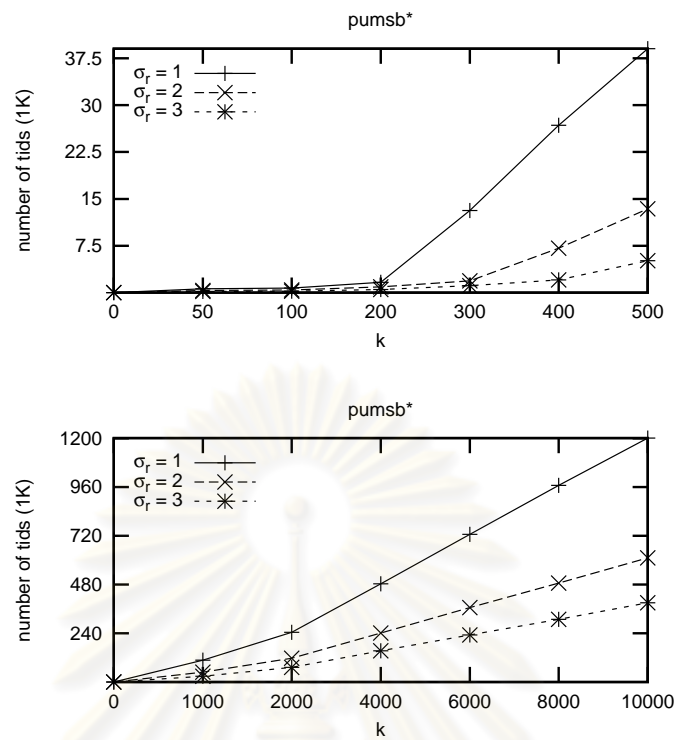 pumsb*
number of tids (1K)
37.5
30
22.5
15
7.5
σr = 1
σr = 2
σr = 3
0 50 100 200 300 400 500
k
pumsb*
number of tids (1K)
1200
960
720
480
240
σr = 1
σr = 2
σr = 3
0 1000 2000 4000 6000 8000 10000
k